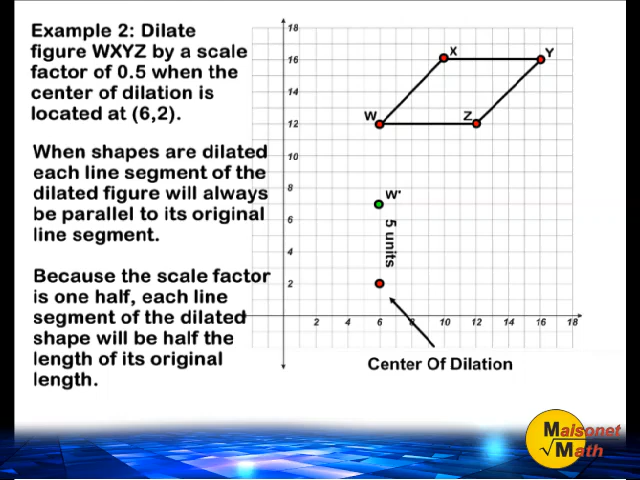 Example 2: Dilate
figure WXYZ by a scale
factor of 0.5 when the
center of dilation is
located at (6,2).
When shapes are dilated
each line segment of the
dilated figure will always
be parallel to its original
line segment.
Because the scale factor
is one half, each line
segment of the dilated
shape will be half the
length of its original
length.
18
16
14
12
10
8
6
4
2
2 4 6 8 10 12 14 16 18
X
Y
W
Z
W'
5 units
Center Of Dilation
Maisonet
√Math